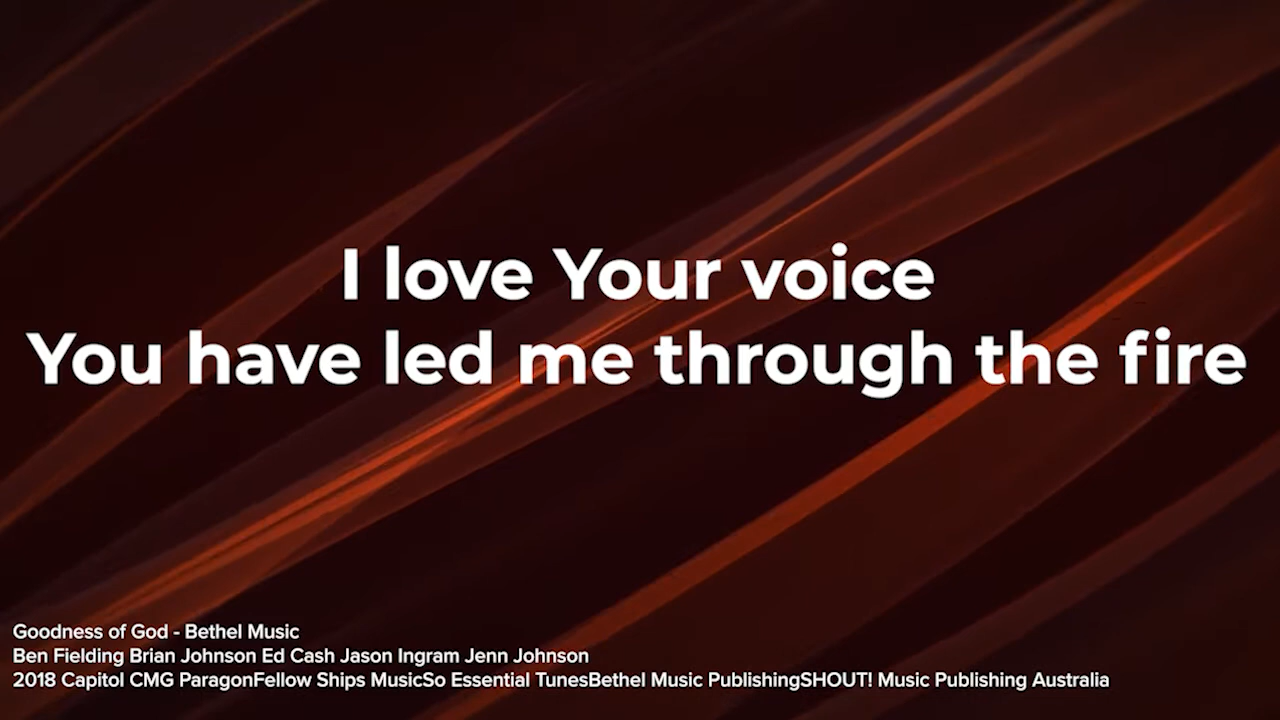 I love Your voice
You have led me through the fire
Goodness of God - Bethel Music
Ben Fielding Brian Johnson Ed Cash Jason Ingram Jenn Johnson
2018 Capitol CMG ParagonFellow Ships MusicSo Essential TunesBethel Music PublishingSHOUT! Music Publishing Australia